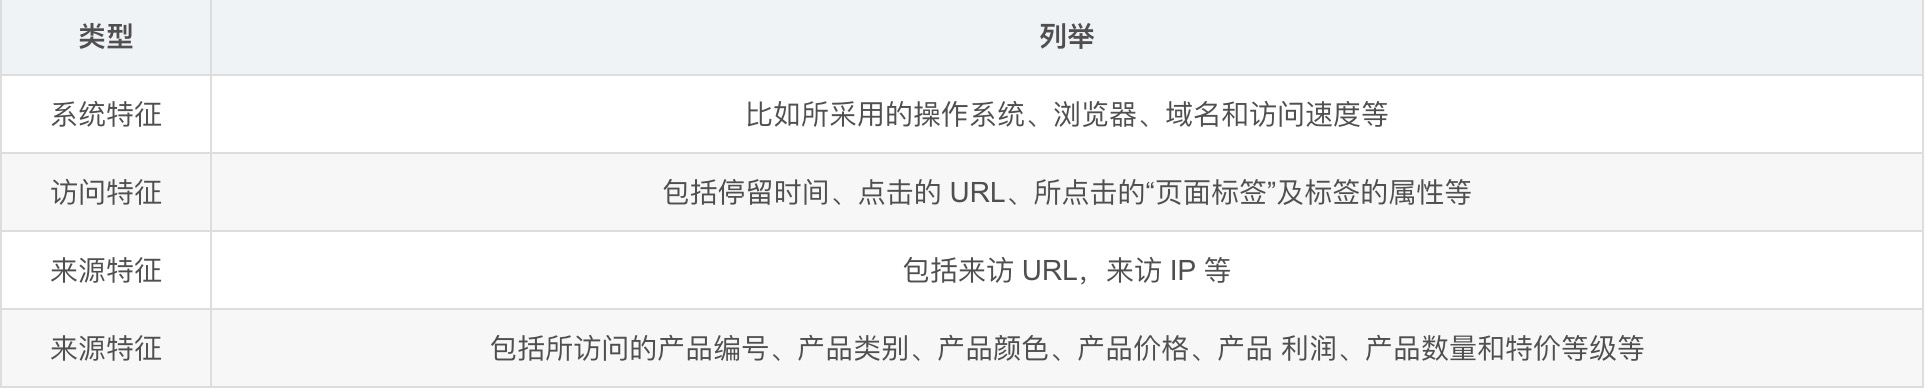 类型 列举
系统特征 比如所采用的操作系统、浏览器、域名和访问速度等
访问特征 包括停留时间、点击的 URL、所点击的“页面标签”及标签的属性等
来源特征 包括来访 URL，来访 IP 等
来源特征 包括所访问的产品编号、产品类别、产品颜色、产品价格、产品 利润、产品数量和特价等级等